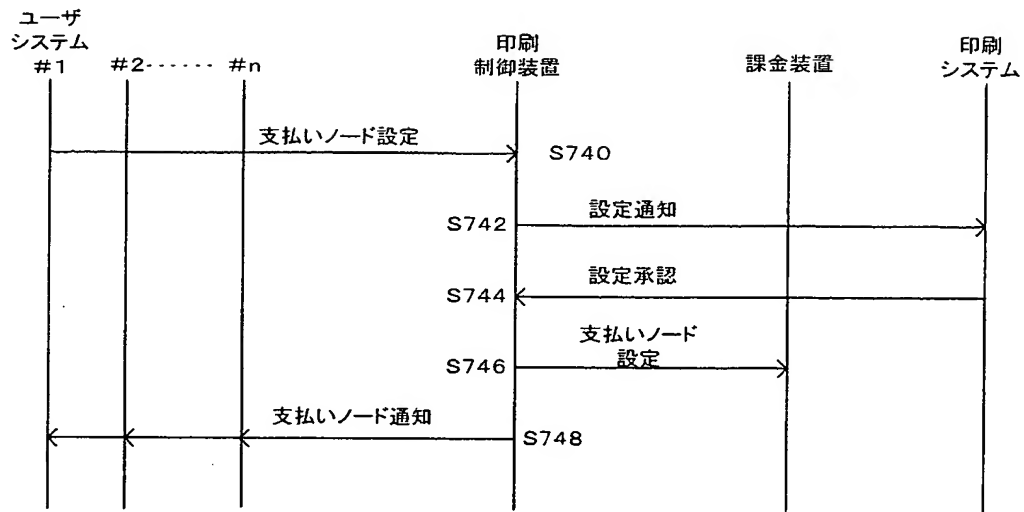 ユーザ
システム
#1
#2‥‥‥ #n
印刷
制御装置
課金装置
印刷
システム
支払いノード設定
S740
S742
設定通知
S744
設定承認
S746
支払いノード
設定
支払いノード通知
S748